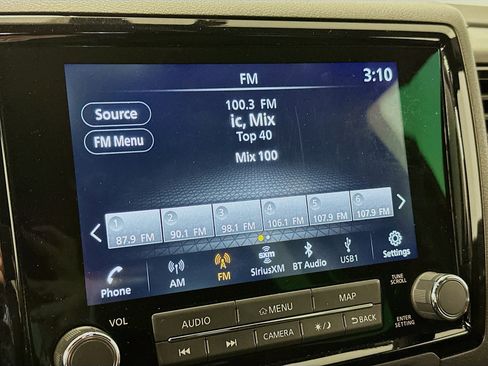 FM
3:10
100.3 FM
Source
ic, Mix
Top 40
FM Menu
Mix 100
1 2 3 4 5 6
87.9 FM 90.1 FM 98.1 FM 106.1 FM 107.9 FM 107.9 FM
Phone AM FM sxm SiriusXM BT Audio USB1 Settings
VOL
AUDIO MENU MAP
TUNE
SCROLL
CAMERA BACK
ENTER
SETTING